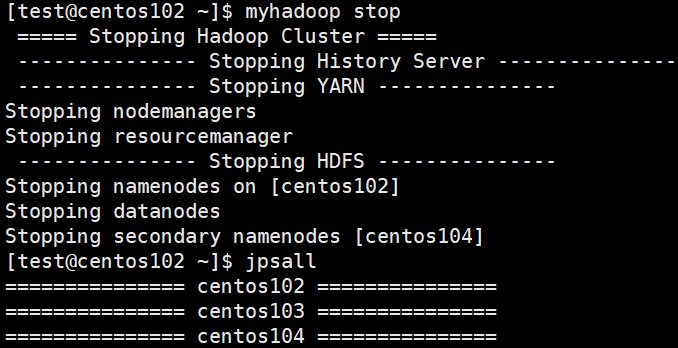 [test@centos102 ~]$ myhadoop stop
 ===== Stopping Hadoop Cluster =====
 --------------- Stopping History Server ---------------
 --------------- Stopping YARN ---------------
Stopping nodemanagers
Stopping resourcemanager
 --------------- Stopping HDFS ---------------
Stopping namenodes on [centos102]
Stopping datanodes
Stopping secondary namenodes [centos104]
[test@centos102 ~]$ jpsall
=============== centos102 ===============
=============== centos103 ===============
=============== centos104 ===============